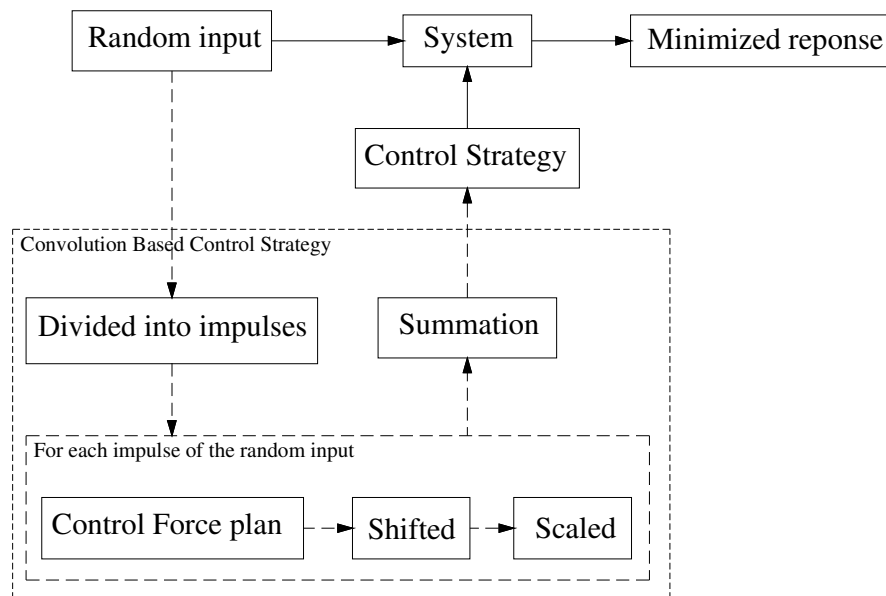 Random input
System
Minimized reponse
Control Strategy
Convolution Based Control Strategy
Divided into impulses
Summation
For each impulse of the random input
Control Force plan
Shifted
Scaled